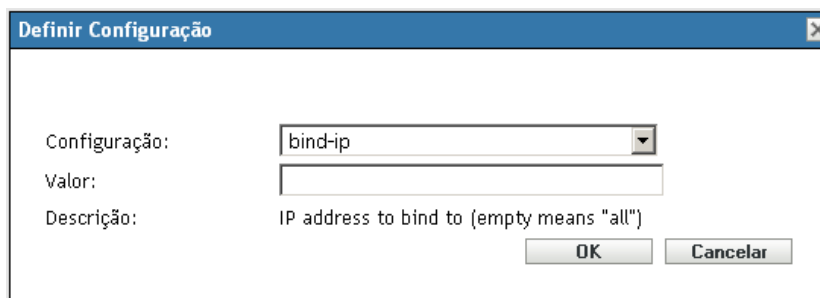 Definir Configuração
Configuração: bind-ip
Valor:
Descrição: IP address to bind to (empty means "all")
OK Cancelar